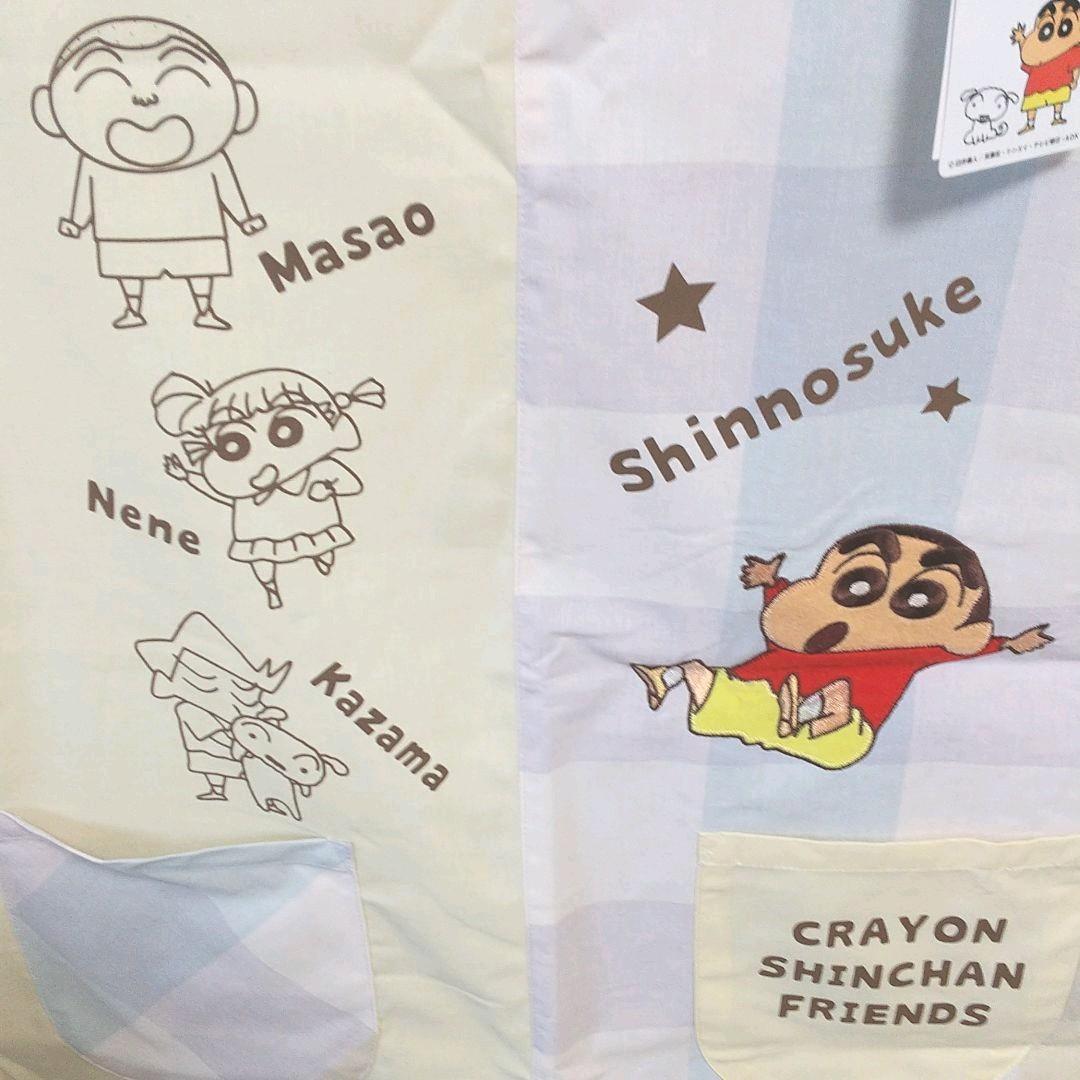 Masao
Nene
Kazama
Shinnosuke
CRAYON
SHINCHAN
FRIENDS